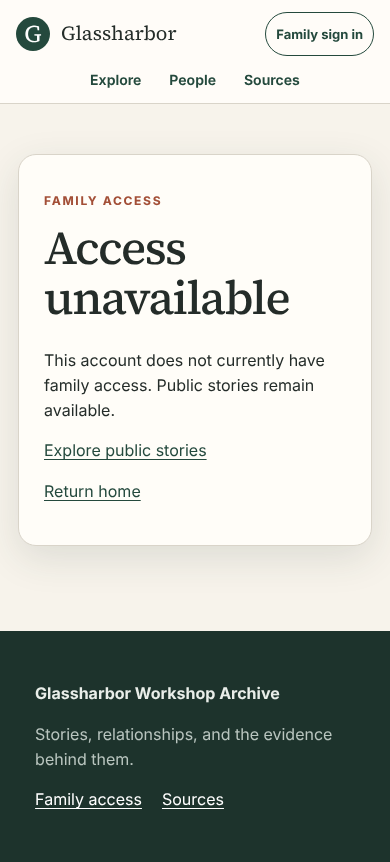 G Glassharbor
Family sign in
Explore People Sources
FAMILY ACCESS
Access
unavailable
This account does not currently have
family access. Public stories remain
available.
Explore public stories
Return home
Glassharbor Workshop Archive
Stories, relationships, and the evidence
behind them.
Family access Sources